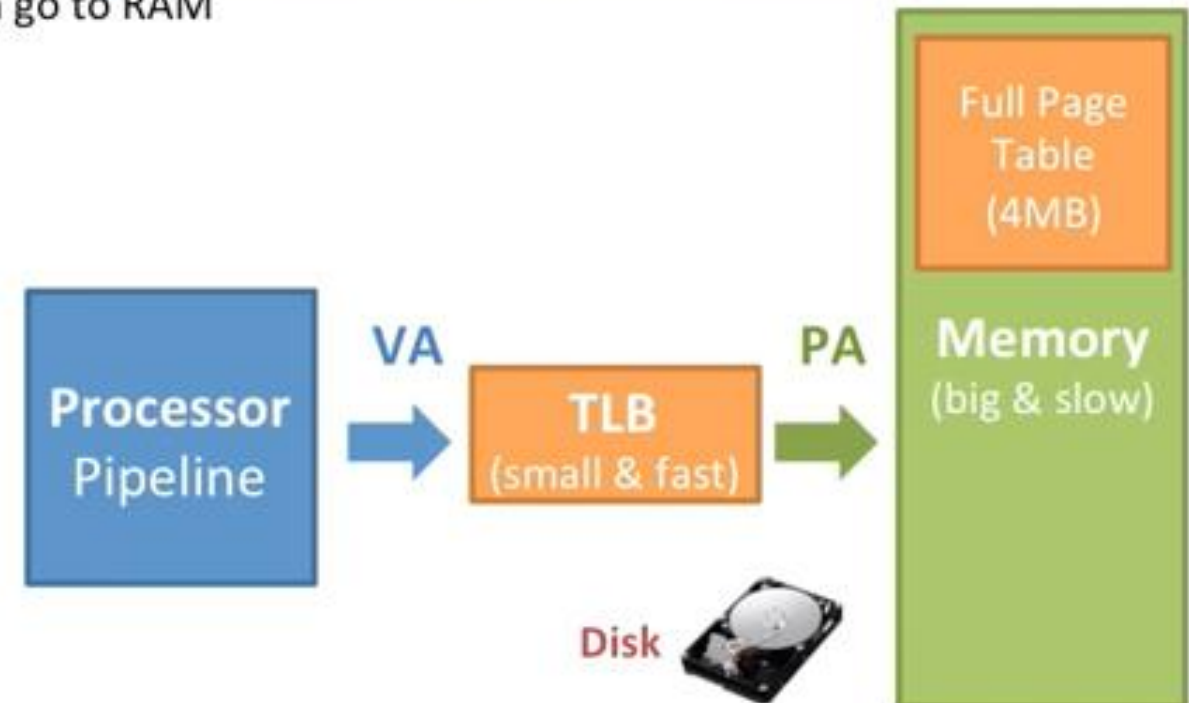 go to RAM
Full Page
Table
(4MB)
VA
PA
Memory
(big & slow)
Processor
Pipeline
TLB
(small & fast)
Disk